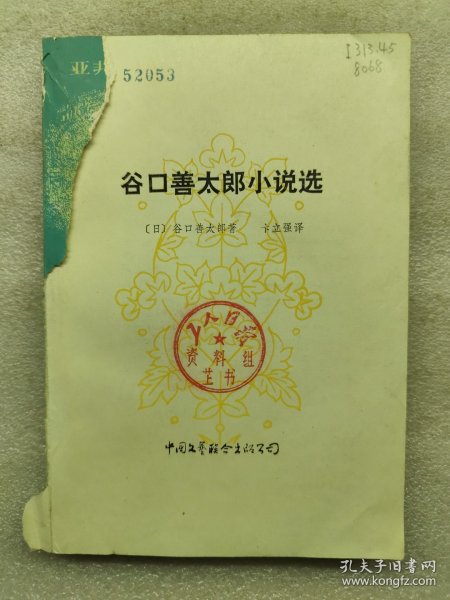 亚非
52053
I313.45
8068
谷口善太郎小说选
〔日〕谷口善太郎著 卞立强译
资料组
图书
中国文艺联合出版公司
孔夫子旧书网
www.kongfz.com